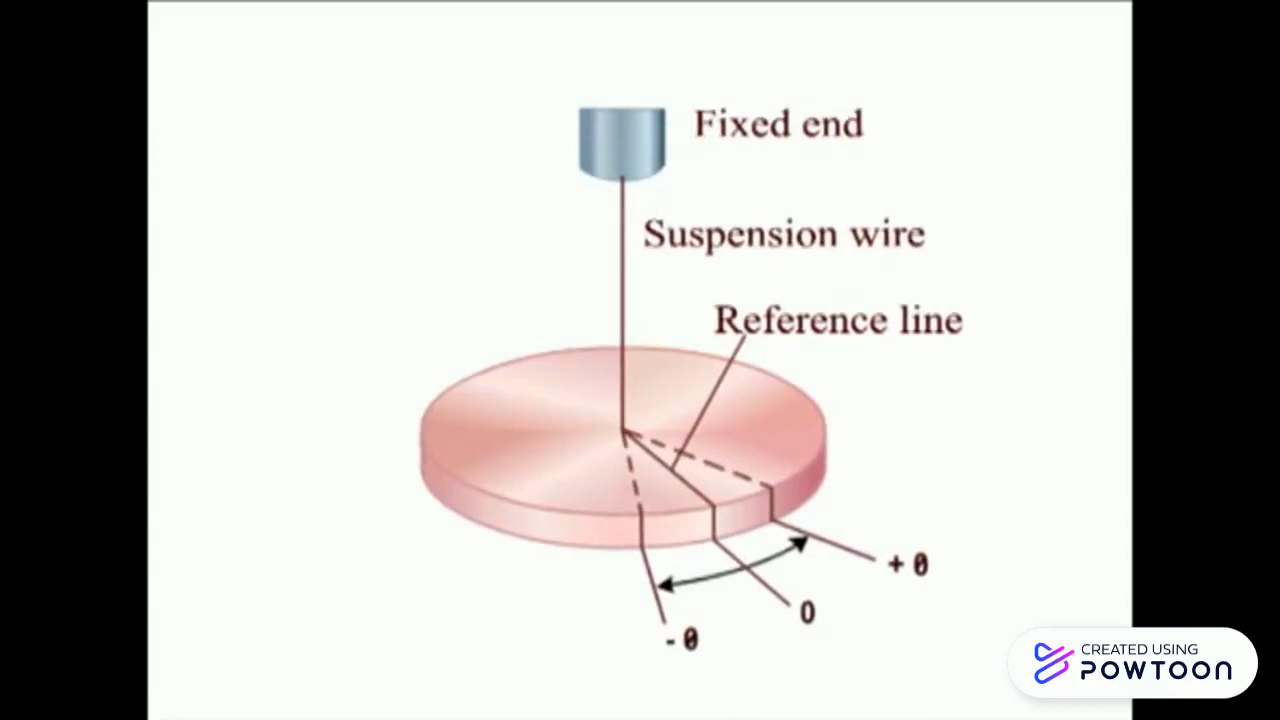 Fixed end
Suspension wire
Reference line
+ θ
0
- θ
CREATED USING
POWTOON